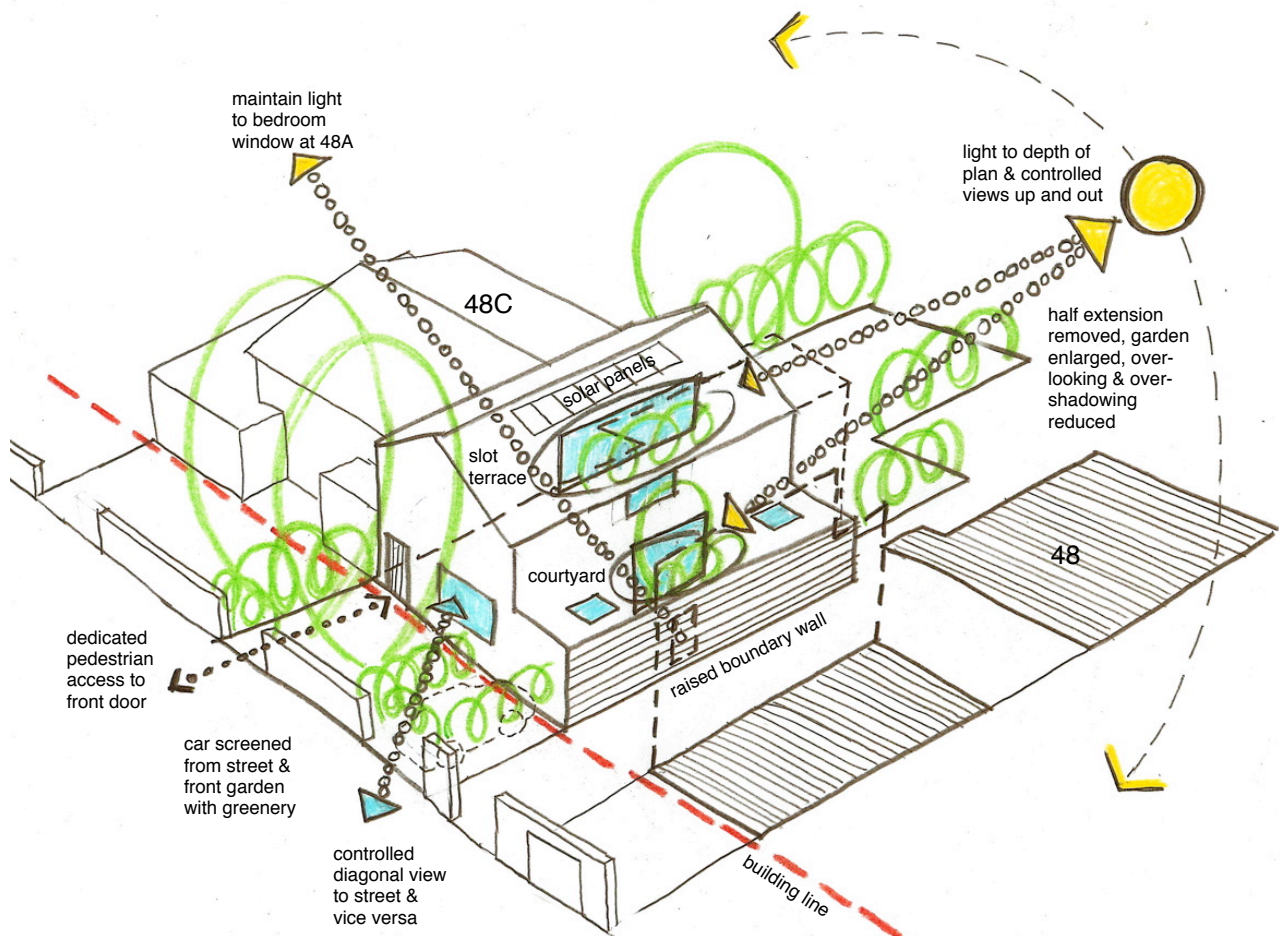 maintain light
to bedroom
window at 48A
light to depth of
plan & controlled
views up and out
48C
half extension
removed, garden
enlarged, over-
looking & over-
shadowing
reduced
solar panels
slot
terrace
48
courtyard
raised boundary wall
dedicated
pedestrian
access to
front door
car screened
from street &
front garden
with greenery
controlled
diagonal view
to street &
vice versa
building line